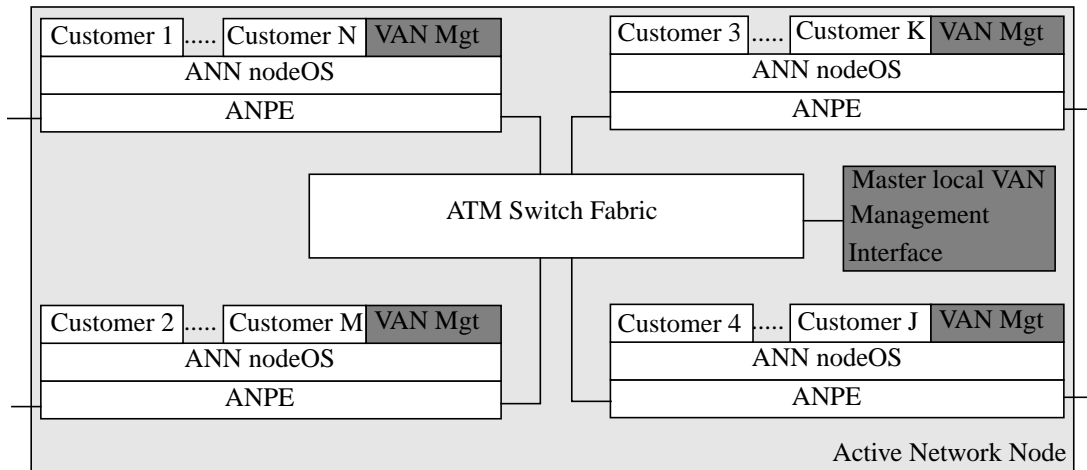 Customer 1 ..... Customer N VAN Mgt
ANN nodeOS
ANPE
Customer 3 ..... Customer K VAN Mgt
ANN nodeOS
ANPE
ATM Switch Fabric
Master local VAN
Management
Interface
Customer 2 ..... Customer M VAN Mgt
ANN nodeOS
ANPE
Customer 4 ..... Customer J VAN Mgt
ANN nodeOS
ANPE
Active Network Node